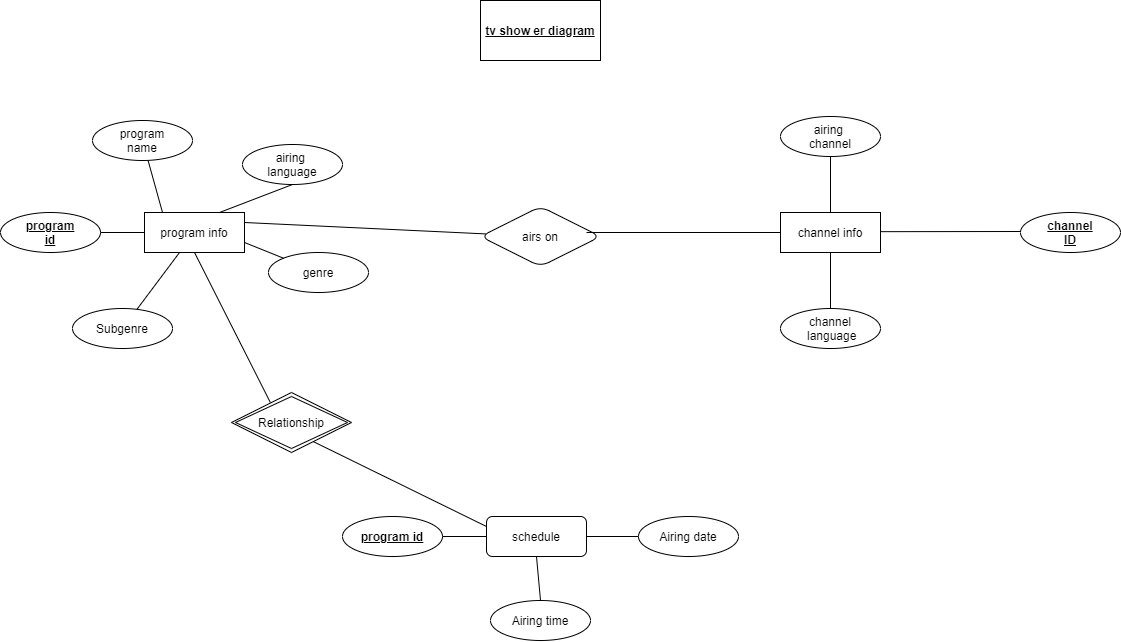 tv show er diagram
program
name
airing
language
airing
channel
program
id
program info
airs on
channel info
channel
ID
genre
Subgenre
channel
language
Relationship
program id
schedule
Airing date
Airing time